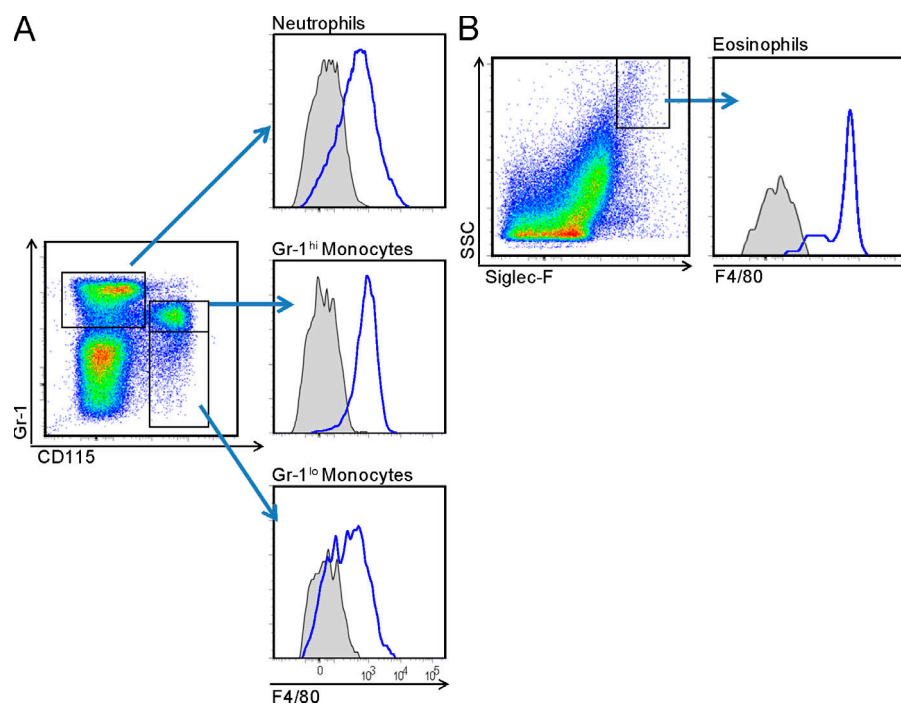 A
Neutrophils
Gr-1hi Monocytes
Gr-1
CD115
Gr-1lo Monocytes
0 10³ 10⁴ 10⁵
F4/80
B
Eosinophils
SSC
Siglec-F
F4/80